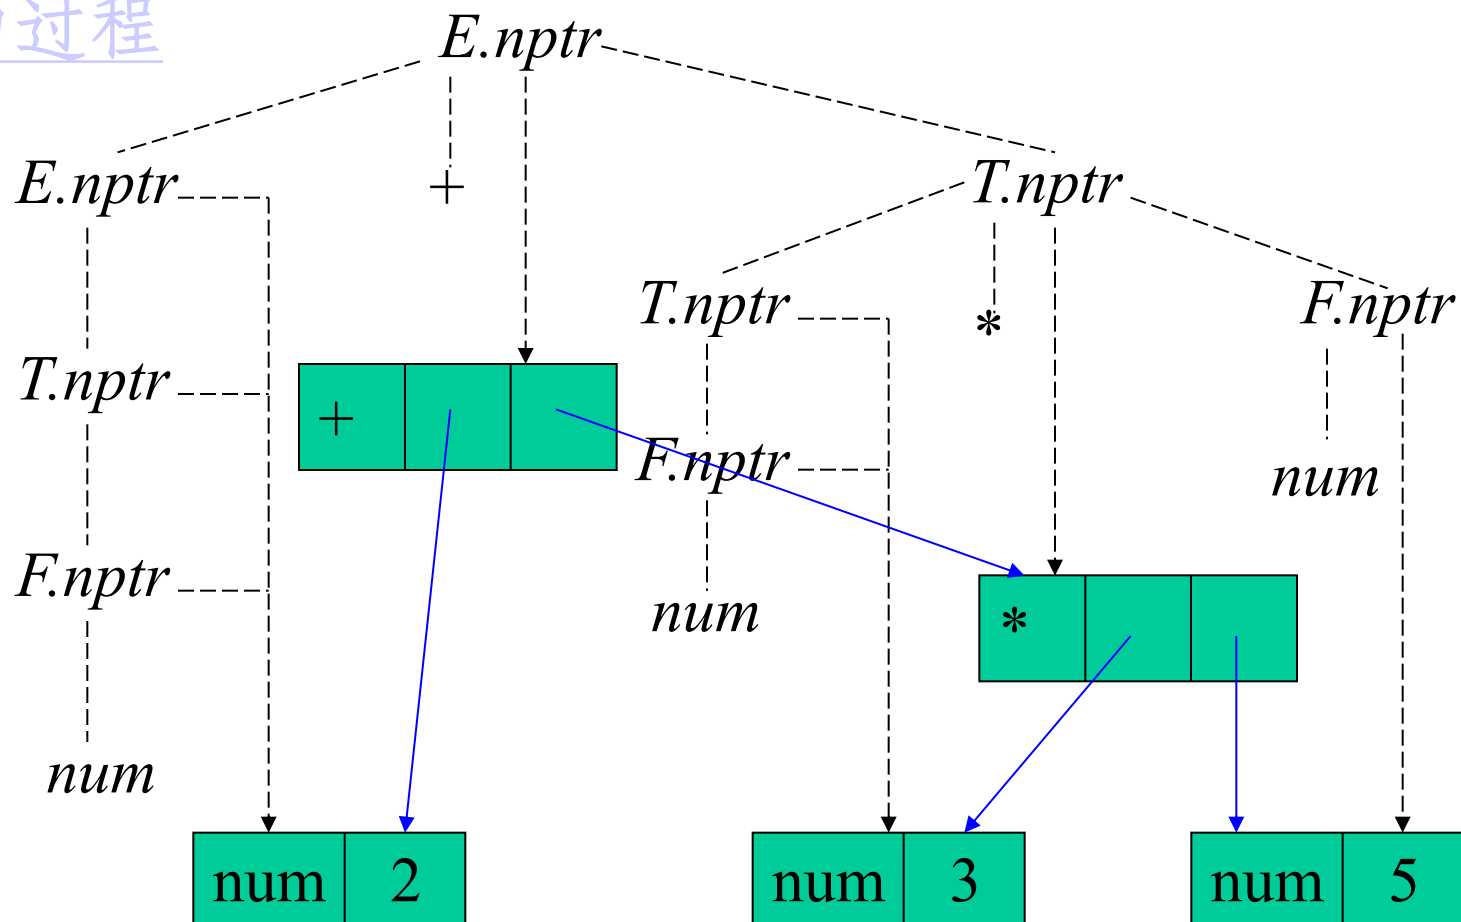 过程
E.nptr
E.nptr + T.nptr
T.nptr * F.nptr
T.nptr
+
F.nptr num
F.nptr num *
num
num 2 num 3 num 5